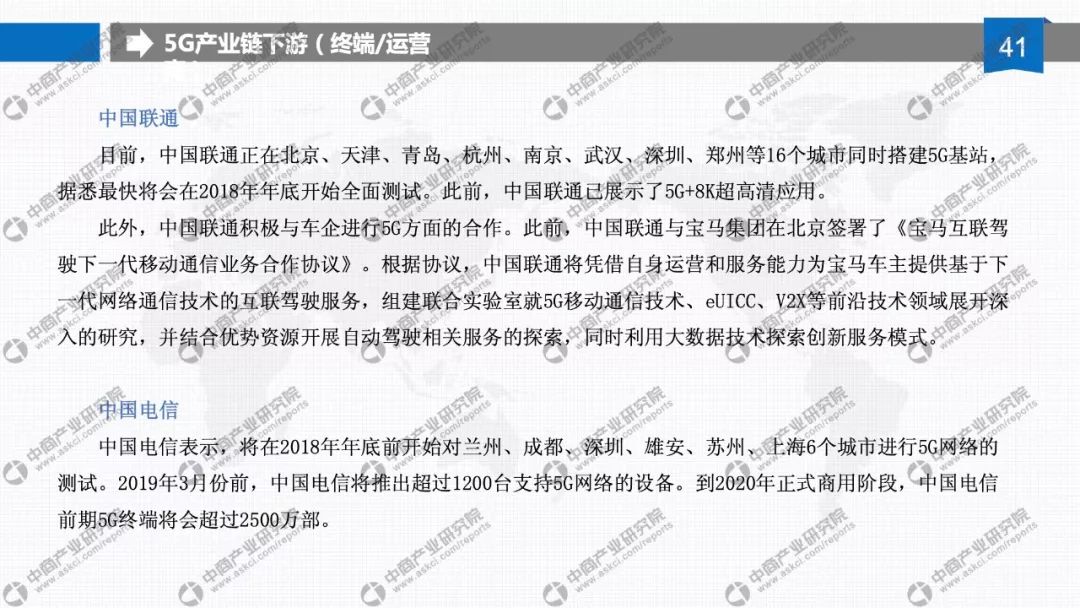 5G产业链下游（终端/运营
41
中国联通
目前，中国联通正在北京、天津、青岛、杭州、南京、武汉、深圳、郑州等16个城市同时搭建5G基站，
据悉最快将会在2018年年底开始全面测试。此前，中国联通已展示了5G+8K超高清应用。
此外，中国联通积极与车企进行5G方面的合作。此前，中国联通与宝马集团在北京签署了《宝马互联驾
驶下一代移动通信业务合作协议》。根据协议，中国联通将凭借自身运营和服务能力为宝马车主提供基于下
一代网络通信技术的互联驾驶服务，组建联合实验室就5G移动通信技术、eUICC、V2X等前沿技术领域展开深
入的研究，并结合优势资源开展自动驾驶相关服务的探索，同时利用大数据技术探索创新服务模式。
中国电信
中国电信表示，将在2018年年底前开始对兰州、成都、深圳、雄安、苏州、上海6个城市进行5G网络的
测试。2019年3月份前，中国电信将推出超过1200台支持5G网络的设备。到2020年正式商用阶段，中国电信
前期5G终端将会超过2500万部。
中商产业研究院
www.askci.com/reports